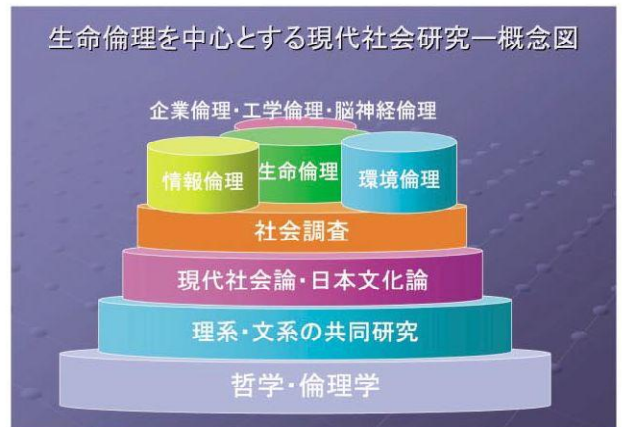 生命倫理を中心とする現代社会研究ー概念図
企業倫理・工学倫理・脳神経倫理
情報倫理
生命倫理
環境倫理
社会調査
現代社会論・日本文化論
理系・文系の共同研究
哲学・倫理学